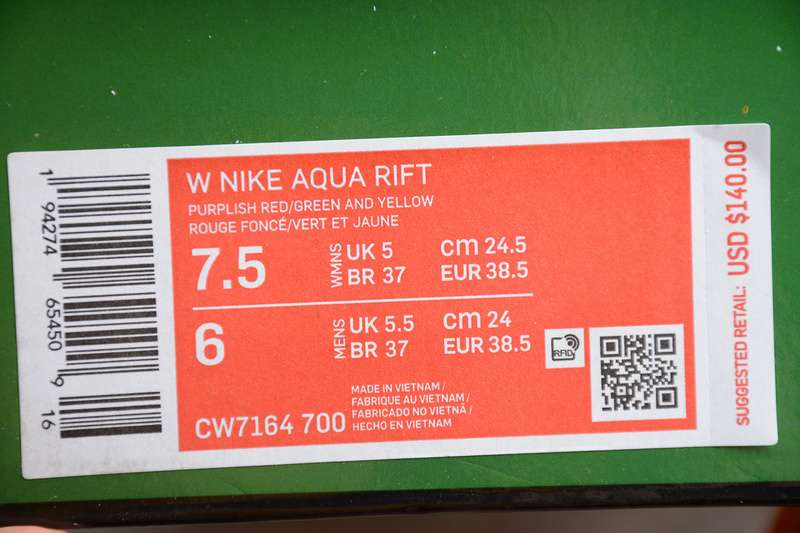 W NIKE AQUA RIFT
PURPLISH RED/GREEN AND YELLOW
ROUGE FONCÉ/VERT ET JAUNE
7.5 WMNS UK 5 cm 24.5
BR 37 EUR 38.5
6 MENS UK 5.5 cm 24
BR 37 EUR 38.5
RFID
MADE IN VIETNAM /
FABRIQUE AU VIETNAM /
FABRICADO NO VIETNÃ /
HECHO EN VIETNAM
CW7164 700
1 94274 65450 9 16
SUGGESTED RETAIL: USD $140.00